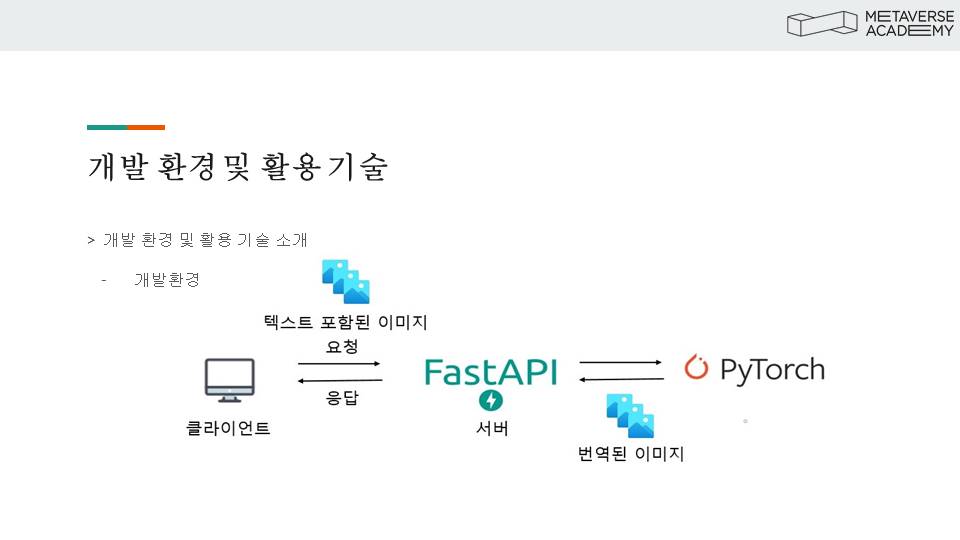 METAVERSE
ACADEMY
개발 환경 및 활용 기술
> 개발 환경 및 활용 기술 소개
- 개발환경
텍스트 포함된 이미지
요청
응답
클라이언트
FastAPI
서버
PyTorch
번역된 이미지